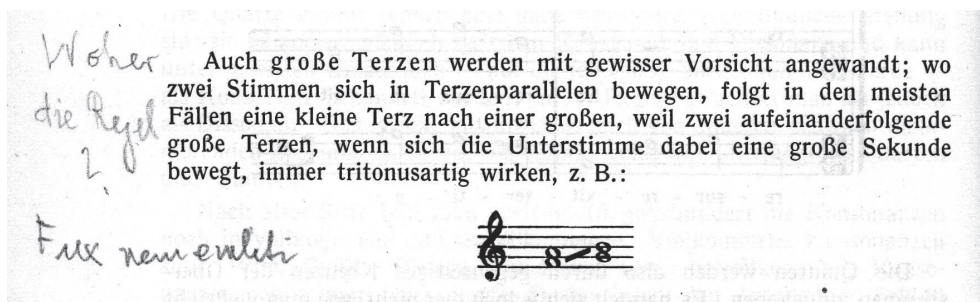 Woher
die Regel
?
Auch große Terzen werden mit gewisser Vorsicht angewandt; wo
zwei Stimmen sich in Terzenparallelen bewegen, folgt in den meisten
Fällen eine kleine Terz nach einer großen, weil zwei aufeinanderfolgende
große Terzen, wenn sich die Unterstimme dabei eine große Sekunde
bewegt, immer tritonusartig wirken, z. B.:
Fux